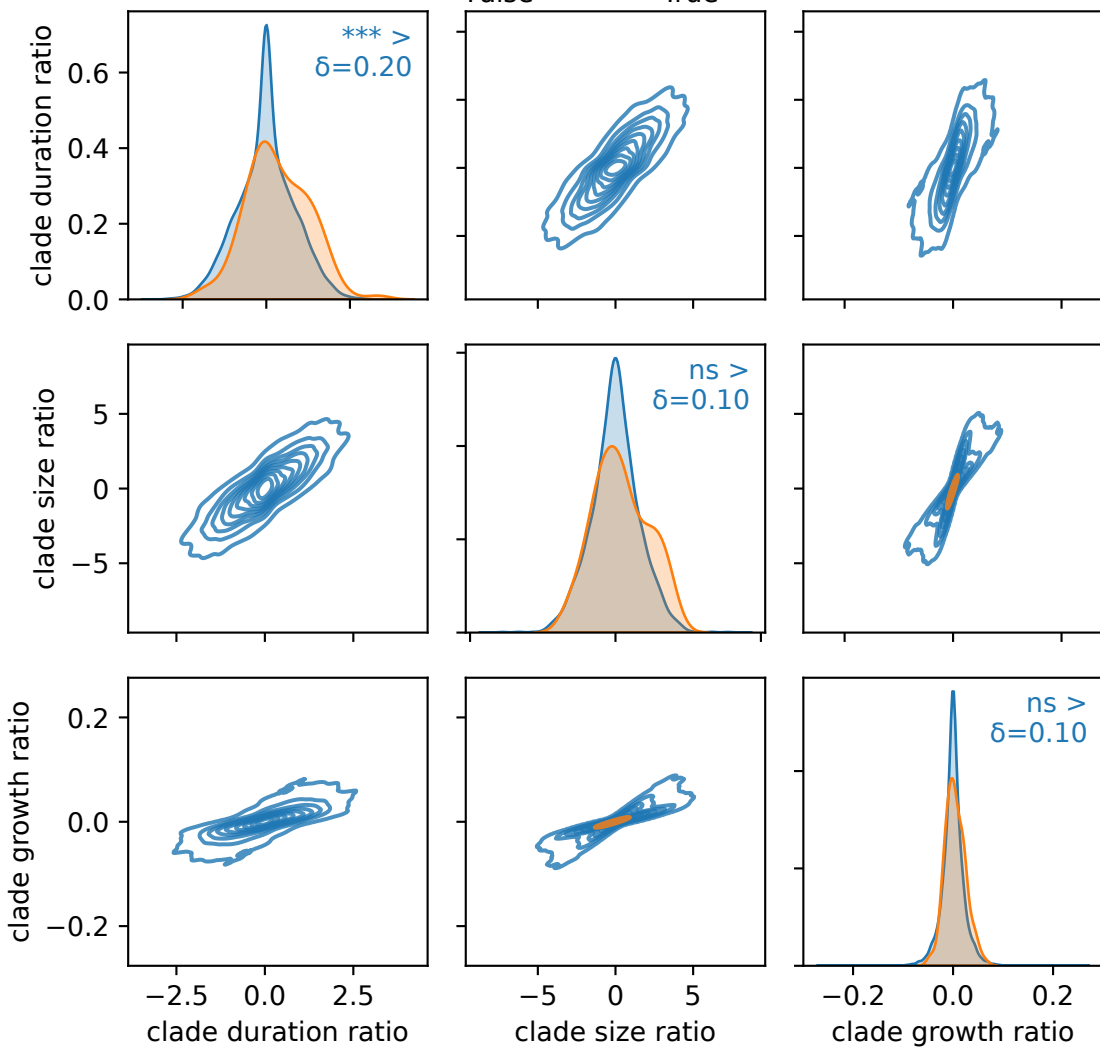 clade duration ratio
0.6
0.4
0.2
0.0
*** >
δ=0.20
clade size ratio
5
0
−5
ns >
δ=0.10
clade growth ratio
0.2
0.0
−0.2
ns >
δ=0.10
−2.5 0.0 2.5
−5 0 5
−0.2 0.0 0.2
clade duration ratio
clade size ratio
clade growth ratio